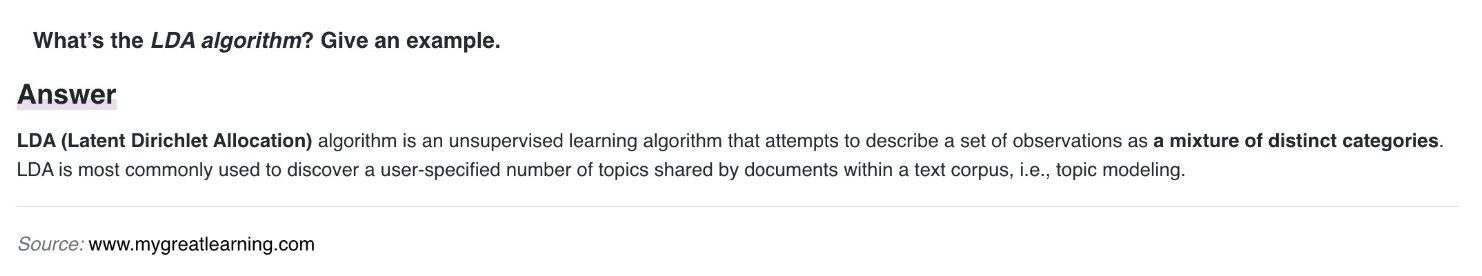 What’s the LDA algorithm? Give an example.
Answer
LDA (Latent Dirichlet Allocation) algorithm is an unsupervised learning algorithm that attempts to describe a set of observations as a mixture of distinct categories.
LDA is most commonly used to discover a user-specified number of topics shared by documents within a text corpus, i.e., topic modeling.
Source: www.mygreatlearning.com